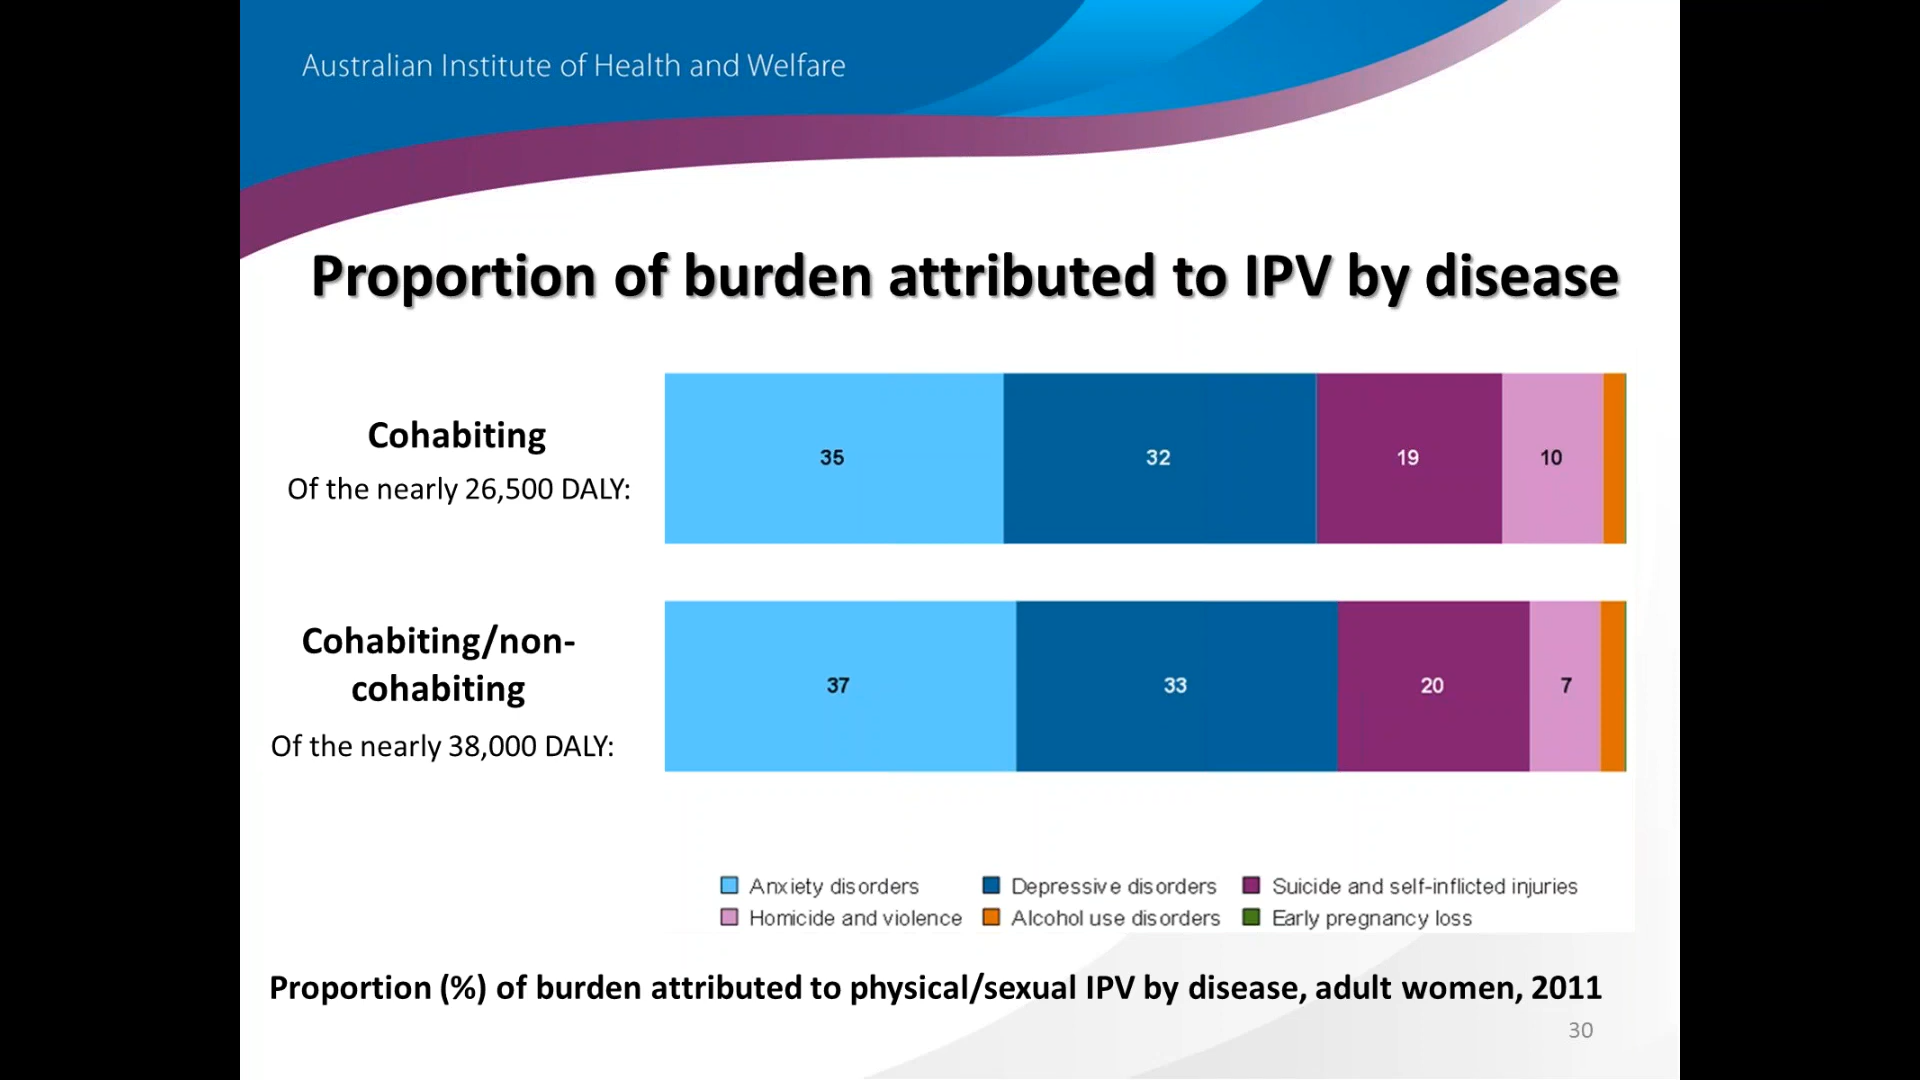 Australian Institute of Health and Welfare
Proportion of burden attributed to IPV by disease
Cohabiting
Of the nearly 26,500 DALY:
35 32 19 10
Cohabiting/non-
cohabiting
Of the nearly 38,000 DALY:
37 33 20 7
Anxiety disorders Depressive disorders Suicide and self-inflicted injuries
Homicide and violence Alcohol use disorders Early pregnancy loss
Proportion (%) of burden attributed to physical/sexual IPV by disease, adult women, 2011
30